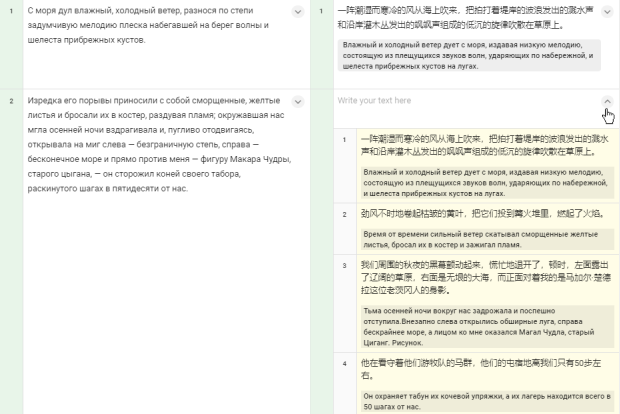 1
С моря дул влажный, холодный ветер, разнося по степи
задумчивую мелодию плеска набегавшей на берег волны и
шелеста прибрежных кустов.
1
一阵潮湿而寒冷的风从海上吹来，把拍打着堤岸的波浪发出的溅水声
和沿岸灌木丛发出的飒飒声组成的低沉的旋律吹散在草原上。
Влажный и холодный ветер дует с моря, издавая низкую мелодию,
состоящую из плещущихся звуков волн, ударяющих по набережной, и
шелеста прибрежных кустов на лугах.
2
Изредка его порывы приносили с собой сморщенные, желтые
листья и бросали их в костер, раздувая пламя; окружавшая нас
мгла осенней ночи вздрагивала и, пугливо отодвигаясь,
открывала на миг слева — безграничную степь, справа —
бесконечное море и прямо против меня — фигуру Макара Чудры,
старого цыгана, — он сторожил коней своего табора,
раскинутого шагах в пятидесяти от нас.
Write your text here
1
一阵潮湿而寒冷的风从海上吹来，把拍打着堤岸的波浪发出的溅水
声和沿岸灌木丛发出的飒飒声组成的低沉的旋律吹散在草原上。
Влажный и холодный ветер дует с моря, издавая низкую мелодию,
состоящую из плещущихся звуков волн, ударяющих по набережной,
и шелеста прибрежных кустов на лугах.
2
劲风不时地卷起枯皱的黄叶，把它们投到篝火堆里，燃起了火焰。
Время от времени сильный ветер скатывал сморщенные желтые
листья, бросал их в костер и зажигал пламя.
3
我们周围的秋夜的黑幕颤动起来，慌忙地退开了，顿时，左面露出
了辽阔的草原，右面是无垠的大海，而正面对着我的是马加尔·楚德
拉这位老茨冈人的身影。
Тьма осенней ночи вокруг нас задрожала и поспешно
отступила.Внезапно слева открылись обширные луга, справа
бескрайнее море, а лицом ко мне оказался Магал Чудла, старый
Циганг. Рисунок.
4
他在看守着他们游牧队的马群，他们的屯宿地离我们只有50步左
右。
Он охраняет табун их кочевой упряжки, а их лагерь находится всего в
50 шагах от нас.